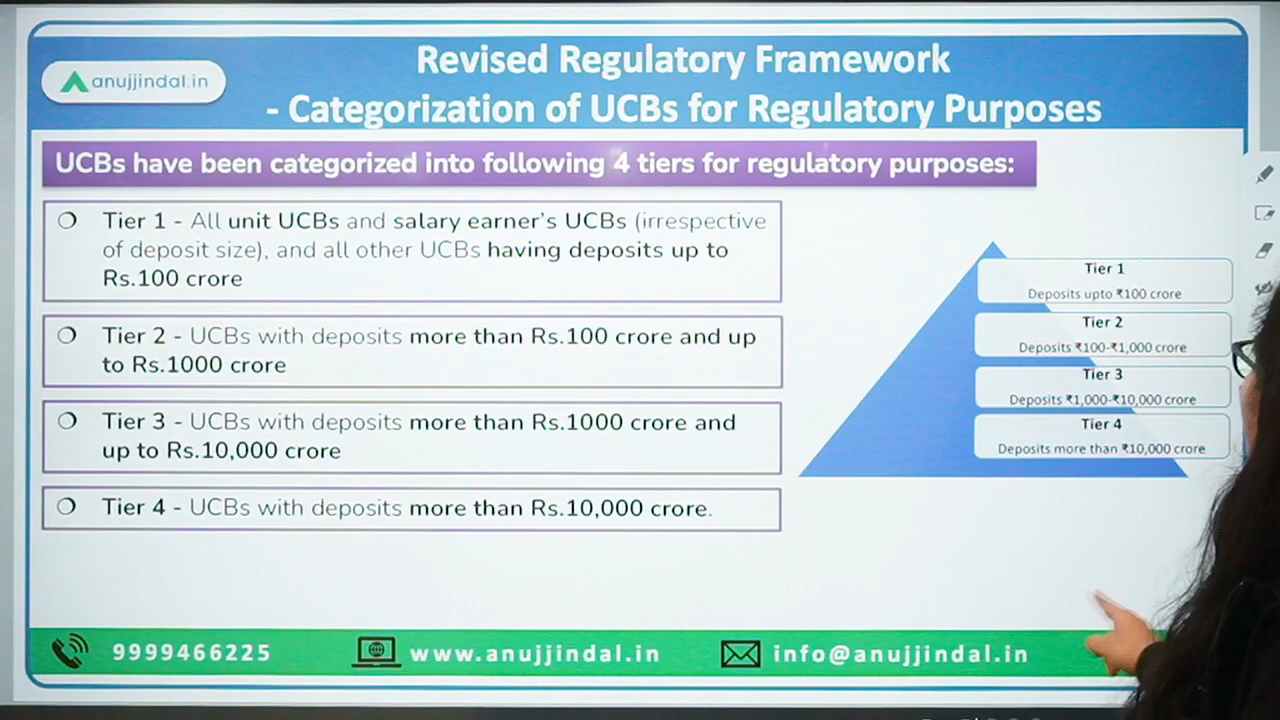 anujjindal.in
Revised Regulatory Framework
- Categorization of UCBs for Regulatory Purposes
UCBs have been categorized into following 4 tiers for regulatory purposes:
❍ Tier 1 - All unit UCBs and salary earner's UCBs (irrespective
of deposit size), and all other UCBs having deposits up to
Rs.100 crore
❍ Tier 2 - UCBs with deposits more than Rs.100 crore and up
to Rs.1000 crore
❍ Tier 3 - UCBs with deposits more than Rs.1000 crore and
up to Rs.10,000 crore
❍ Tier 4 - UCBs with deposits more than Rs.10,000 crore.
Tier 1
Deposits upto ₹100 crore
Tier 2
Deposits ₹100-₹1,000 crore
Tier 3
Deposits ₹1,000-₹10,000 crore
Tier 4
Deposits more than ₹10,000 crore
9999466225
www.anujjindal.in
info@anujjindal.in